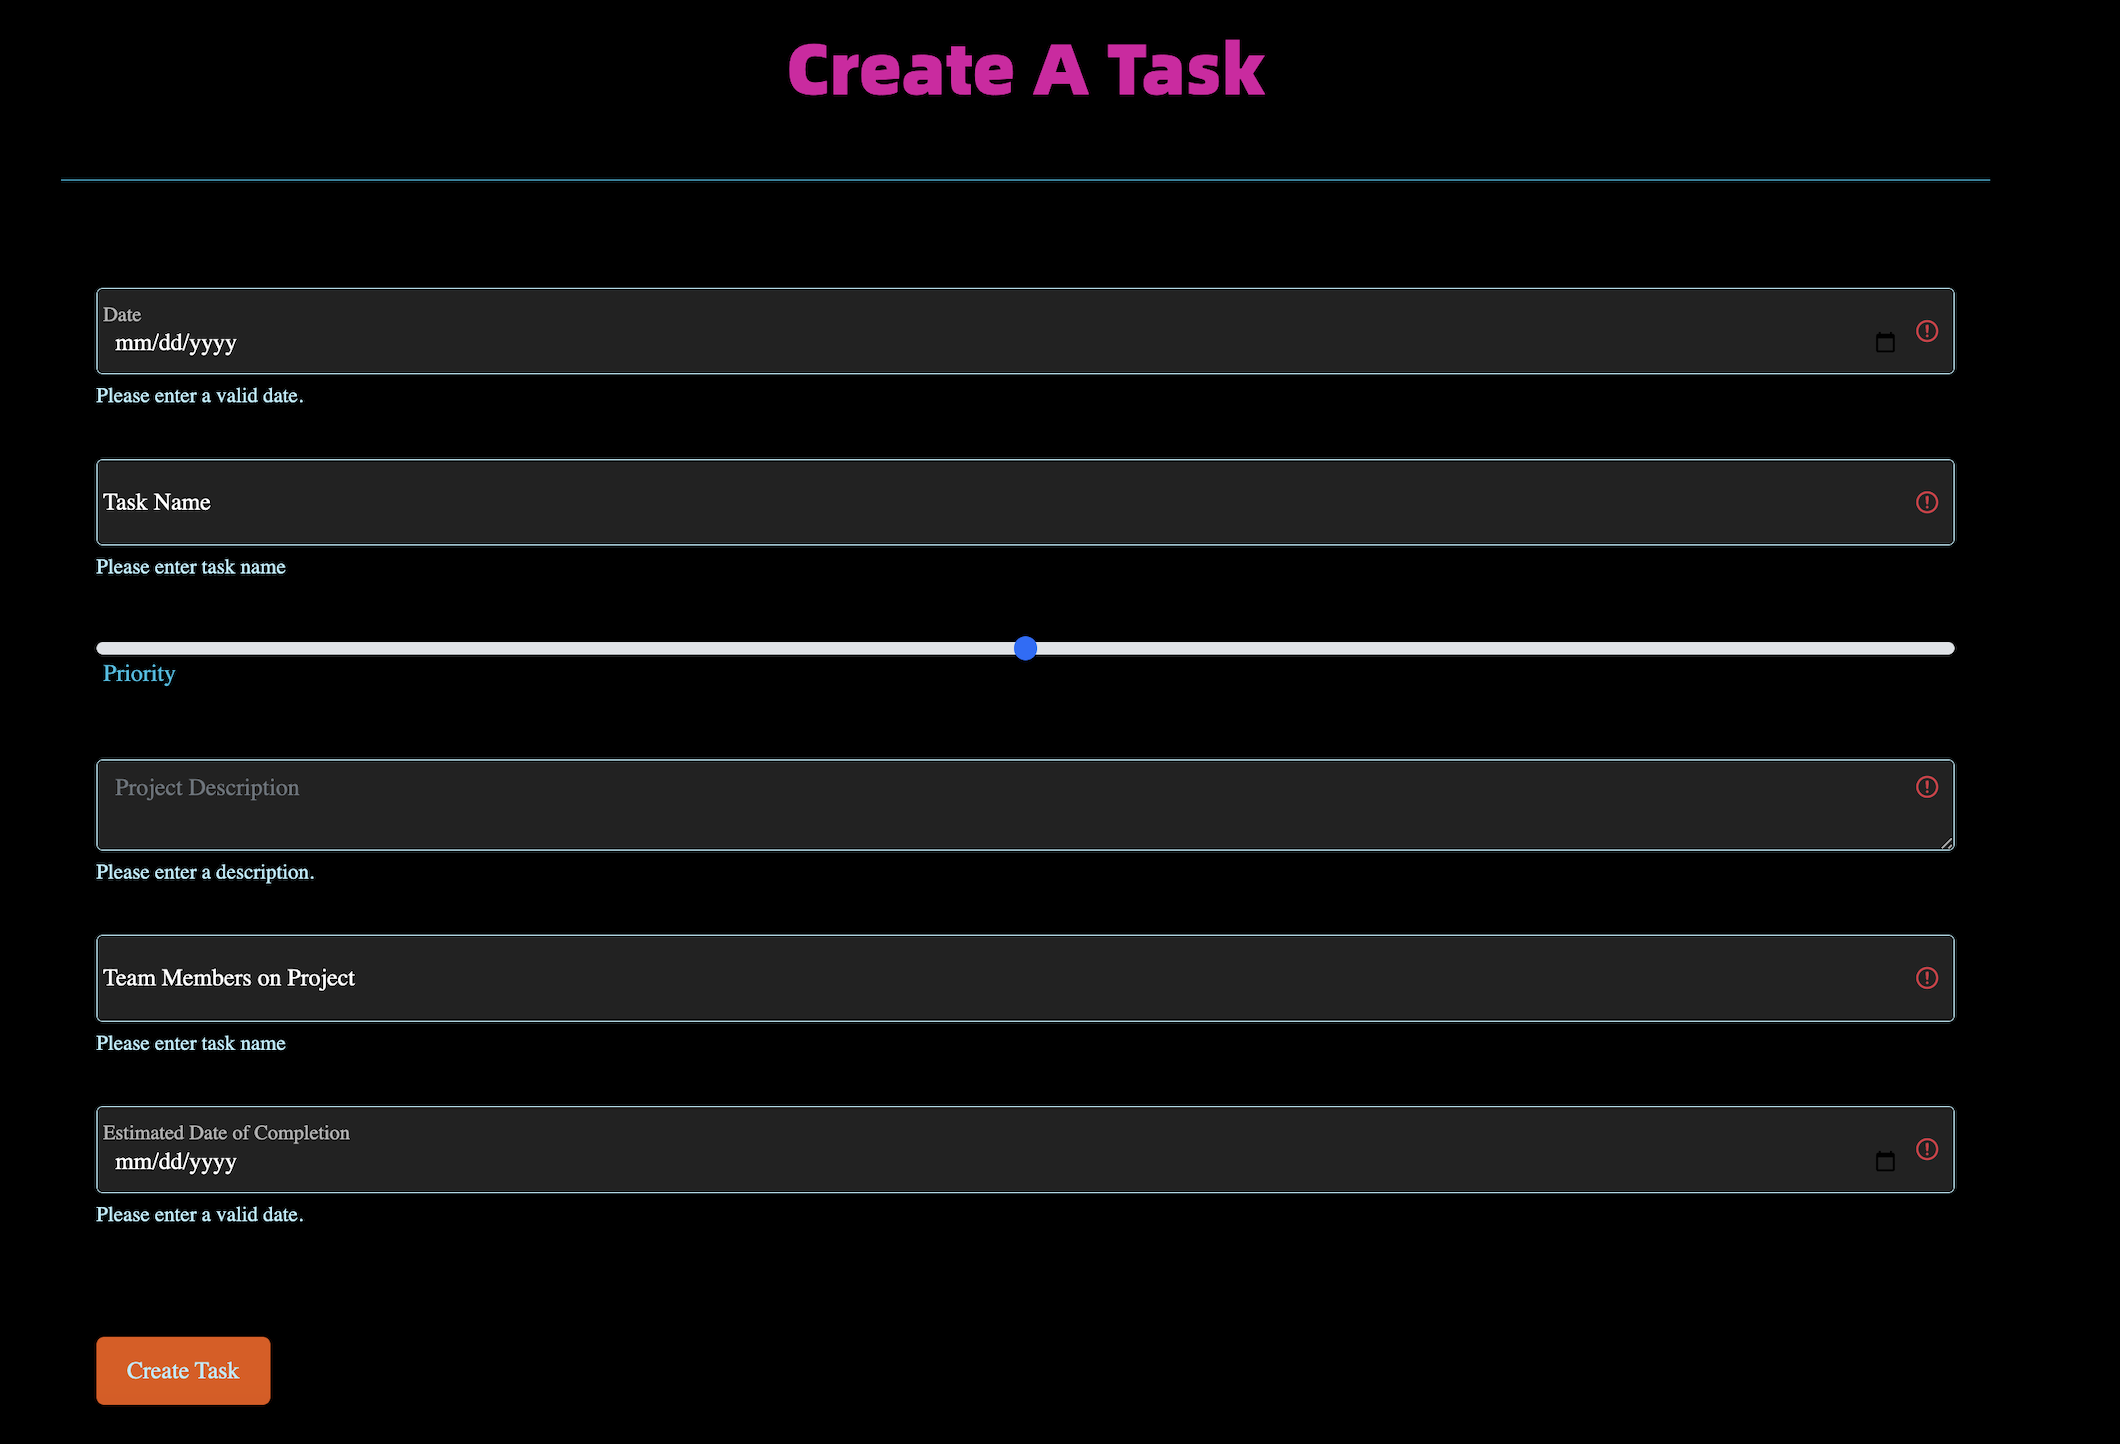 Create A Task
Date
mm/dd/yyyy
Please enter a valid date.
Task Name
Please enter task name
Priority
Project Description
Please enter a description.
Team Members on Project
Please enter task name
Estimated Date of Completion
mm/dd/yyyy
Please enter a valid date.
Create Task